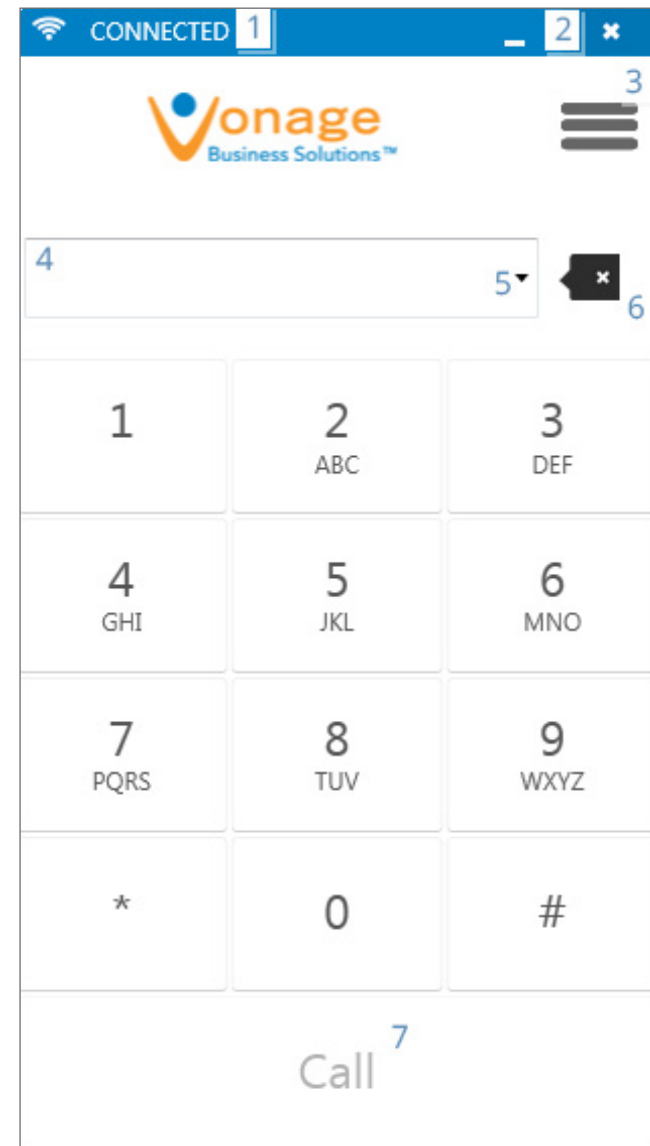 CONNECTED 1 2
3
Vonage
Business Solutions™
4 5 6
1 2 3
ABC DEF
4 5 6
GHI JKL MNO
7 8 9
PQRS TUV WXYZ
* 0 #
Call 7